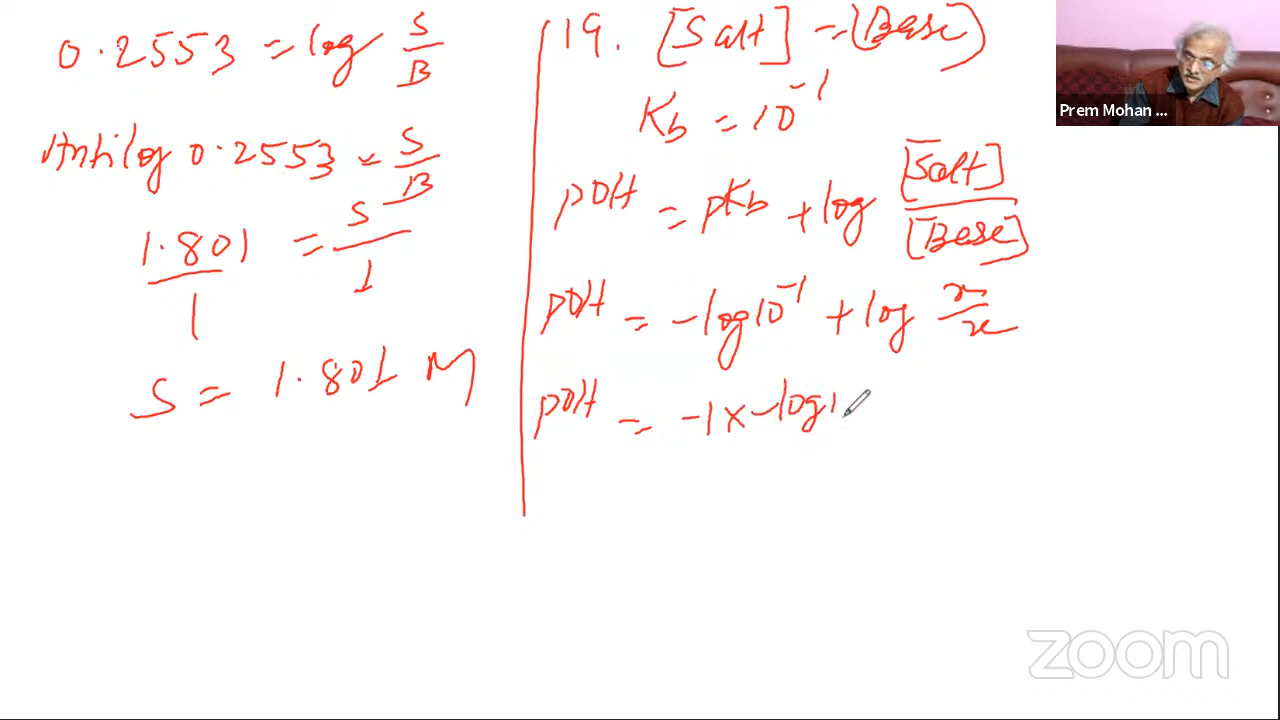 0.2553 = log S/B
Antilog 0.2553 = S/B
1.801/1 = S/1
S = 1.801 M
19. [Salt] = [Base]
Kb = 10⁻¹
pOH = pKb + log [Salt]/[Base]
pOH = -log10⁻¹ + log x/x
pOH = -1 x -log1
Prem Mohan ...
zoom